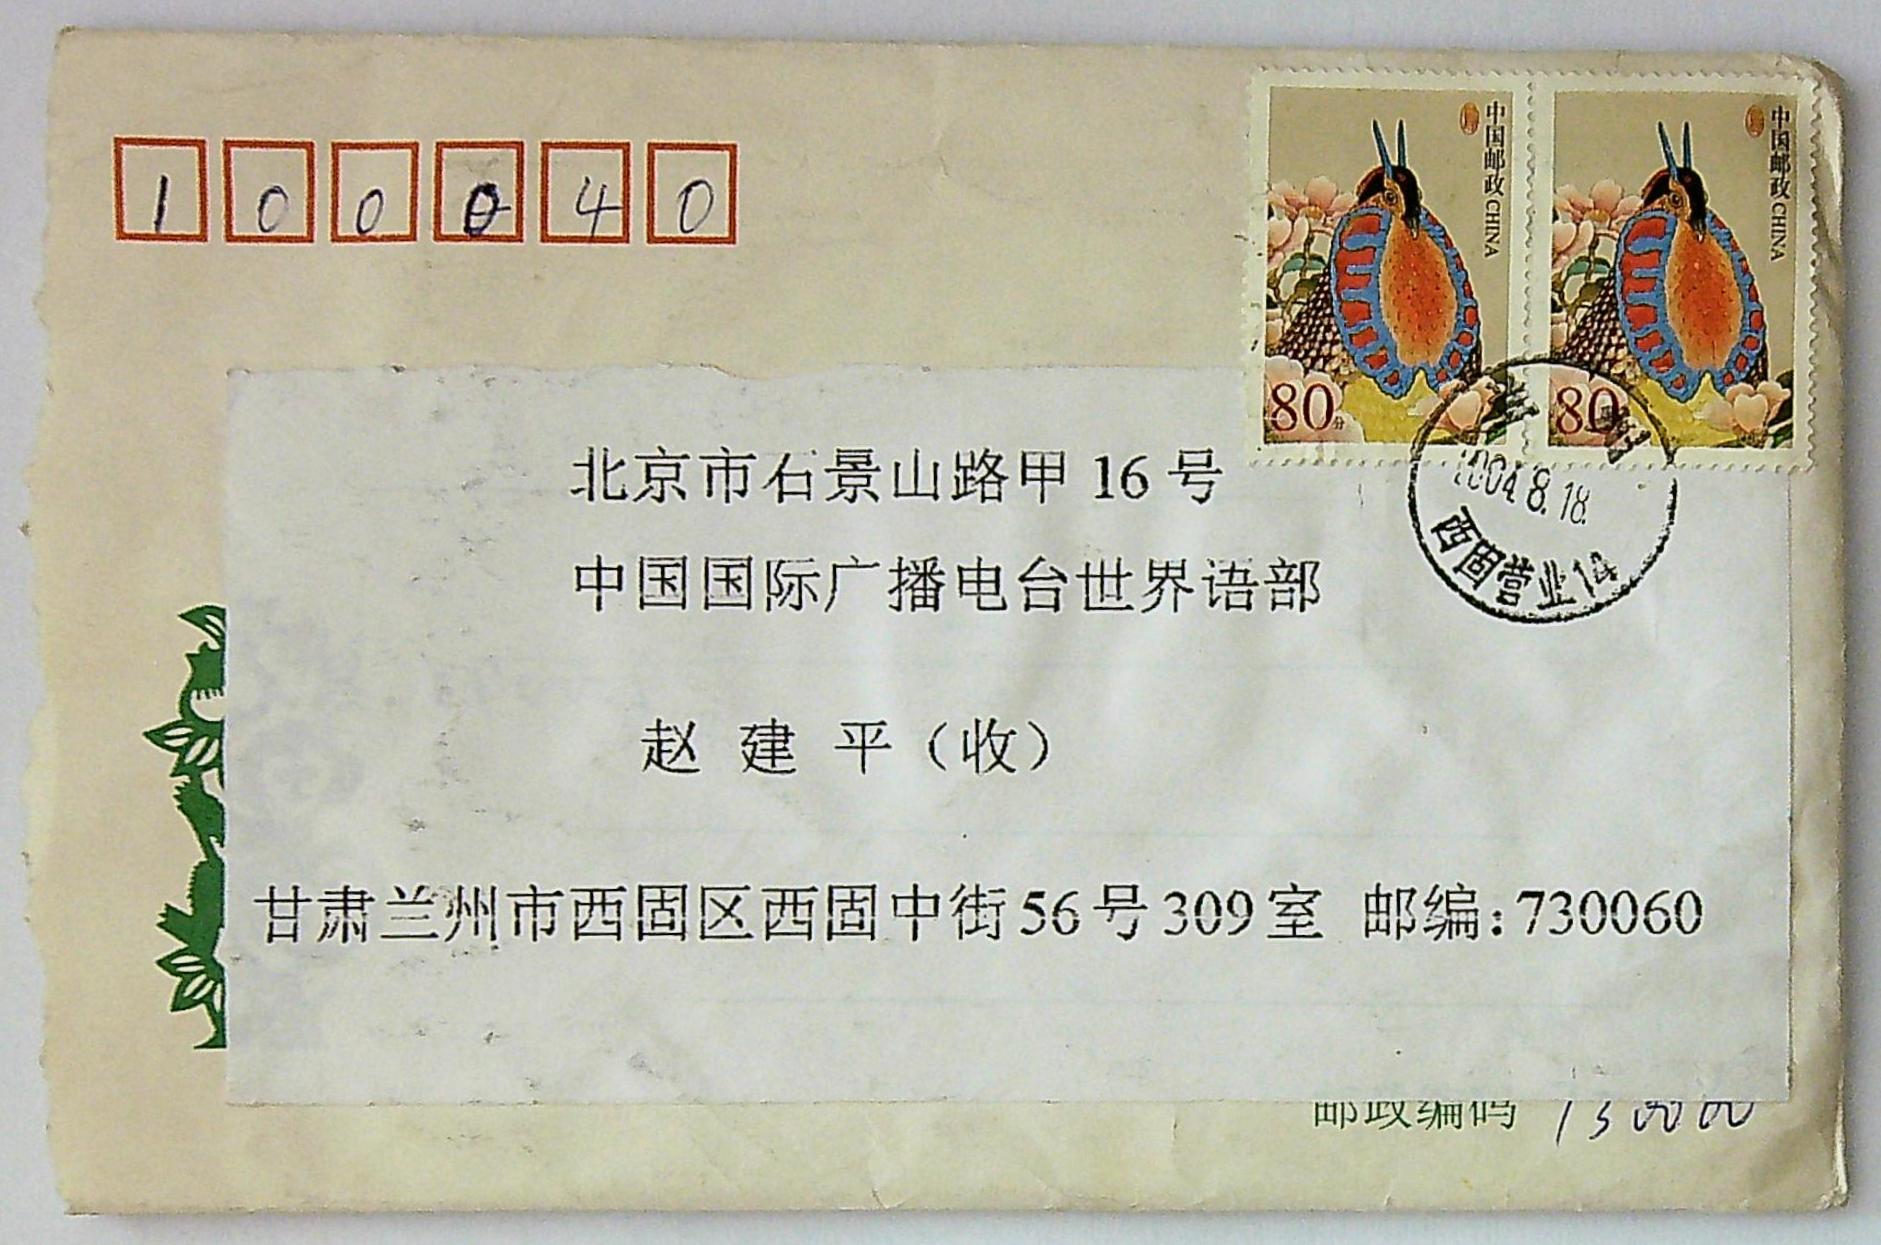 100040
中国邮政 CHINA
80分
中国邮政 CHINA
80
兰州
2004.8.18.
西固营业14
北京市石景山路甲16号
中国国际广播电台世界语部
赵 建 平（收）
甘肃兰州市西固区西固中街56号309室 邮编：730060
邮政编码